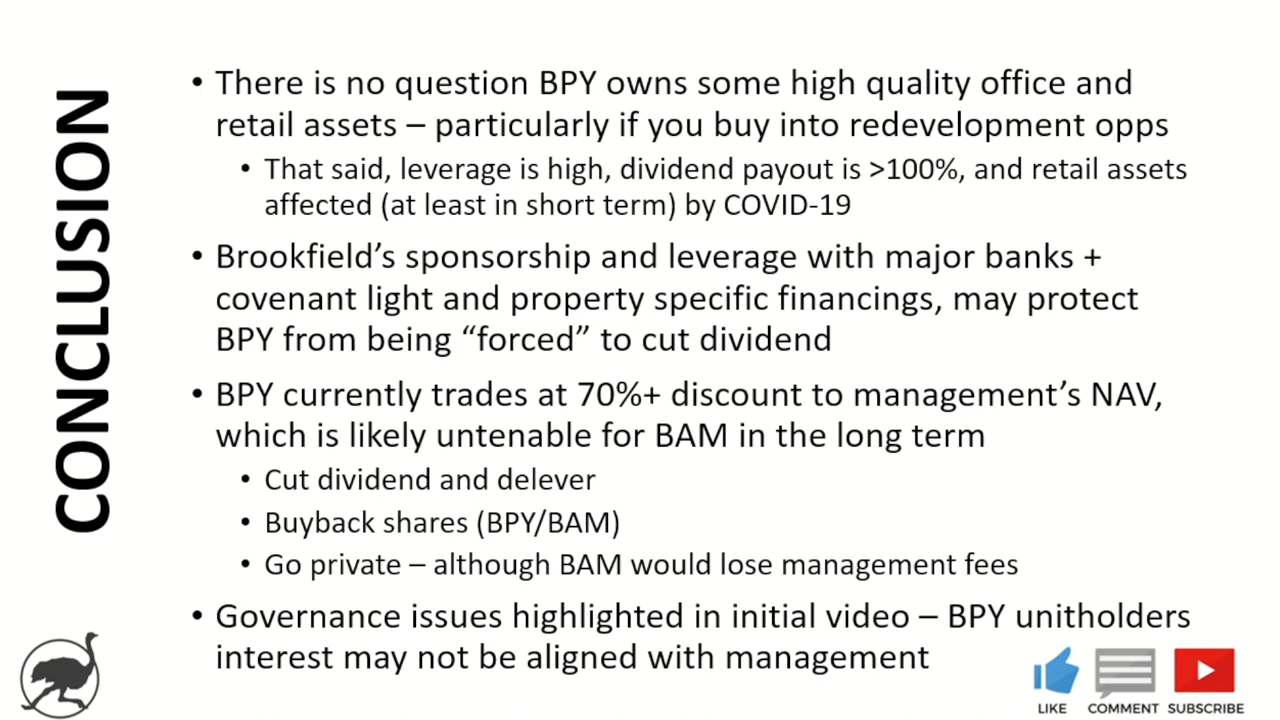 CONCLUSION
• There is no question BPY owns some high quality office and
retail assets – particularly if you buy into redevelopment opps
• That said, leverage is high, dividend payout is >100%, and retail assets
affected (at least in short term) by COVID-19
• Brookfield’s sponsorship and leverage with major banks +
covenant light and property specific financings, may protect
BPY from being “forced” to cut dividend
• BPY currently trades at 70%+ discount to management’s NAV,
which is likely untenable for BAM in the long term
• Cut dividend and delever
• Buyback shares (BPY/BAM)
• Go private – although BAM would lose management fees
• Governance issues highlighted in initial video – BPY unitholders
interest may not be aligned with management
LIKE COMMENT SUBSCRIBE